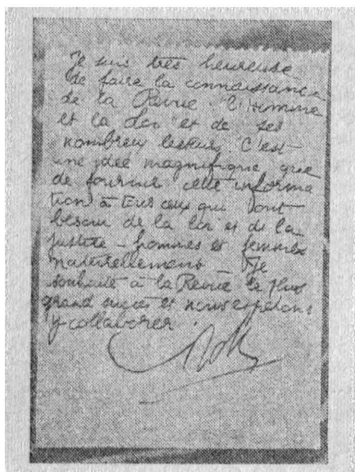 Je suis très heureuse
de faire la connaissance
de la Revue "l'Homme
et la Loi" et de ses
nombreux lecteurs. C'est
une idée magnifique que
de fournir cette informa
tion à tous ceux qui ont
besoin de la loi et de la
justice - hommes et femmes
naturellement - Je
souhaite à la Revue le plus
grand succès et nous espérons
y collaborer.